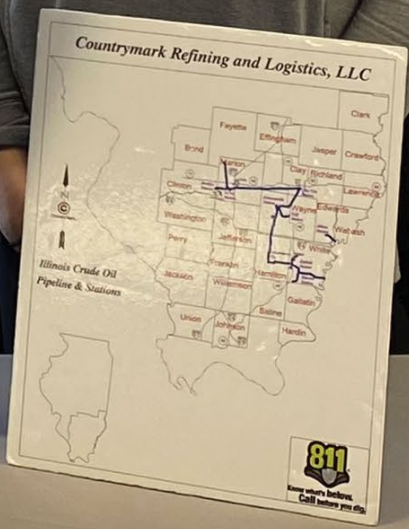 Countrymark Refining and Logistics, LLC
Clark
Fayette
Effingham
Jasper
Crawford
Bond
Marion
Clay
Richland
Lawrence
Clinton
Wayne
Edwards
Wabash
Washington
Jefferson
White
Perry
Franklin
Hamilton
Jackson
Williamson
Gallatin
Saline
Union
Johnson
Hardin
Illinois Crude Oil
Pipeline & Stations
811
Know what's below.
Call before you dig.